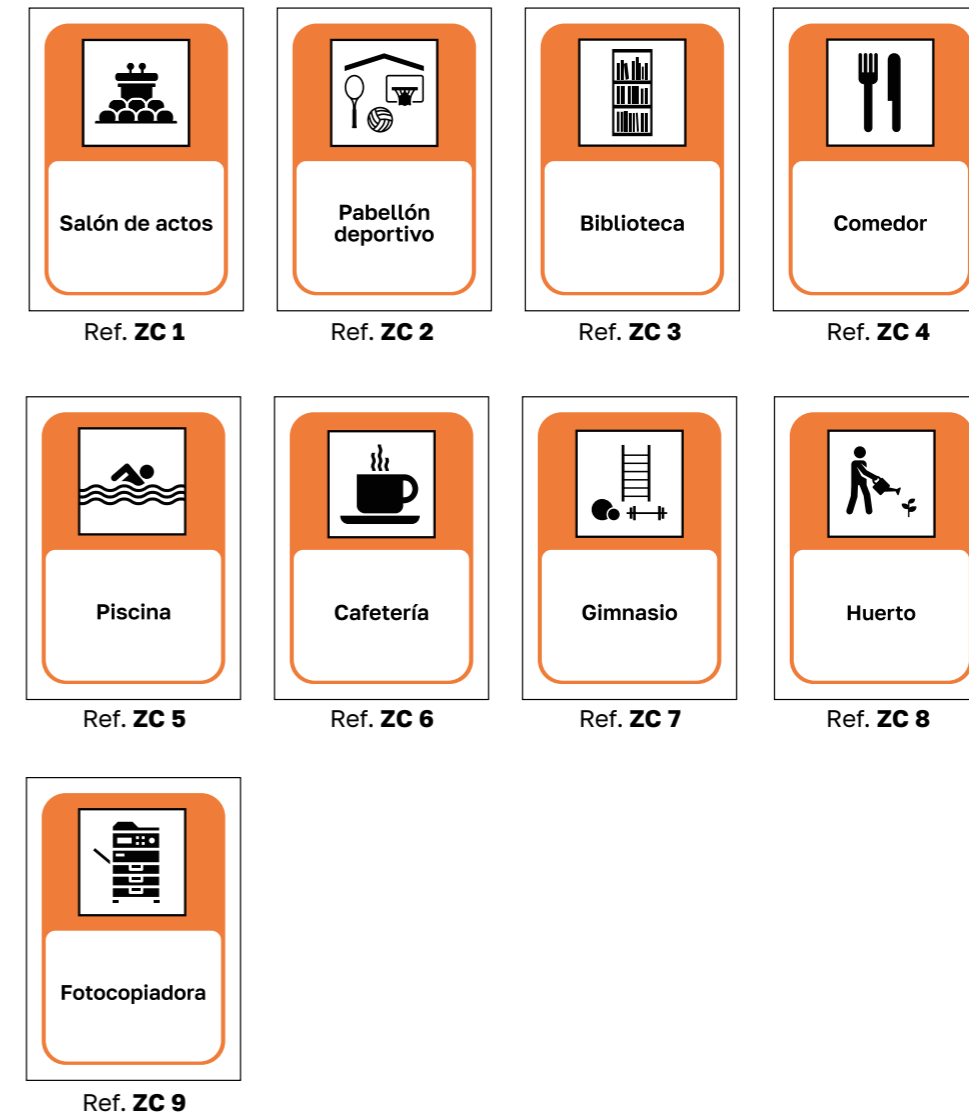 Salón de actos
Pabellón
deportivo
Biblioteca
Comedor
Ref. ZC 1
Ref. ZC 2
Ref. ZC 3
Ref. ZC 4
Piscina
Cafetería
Gimnasio
Huerto
Ref. ZC 5
Ref. ZC 6
Ref. ZC 7
Ref. ZC 8
Fotocopiadora
Ref. ZC 9